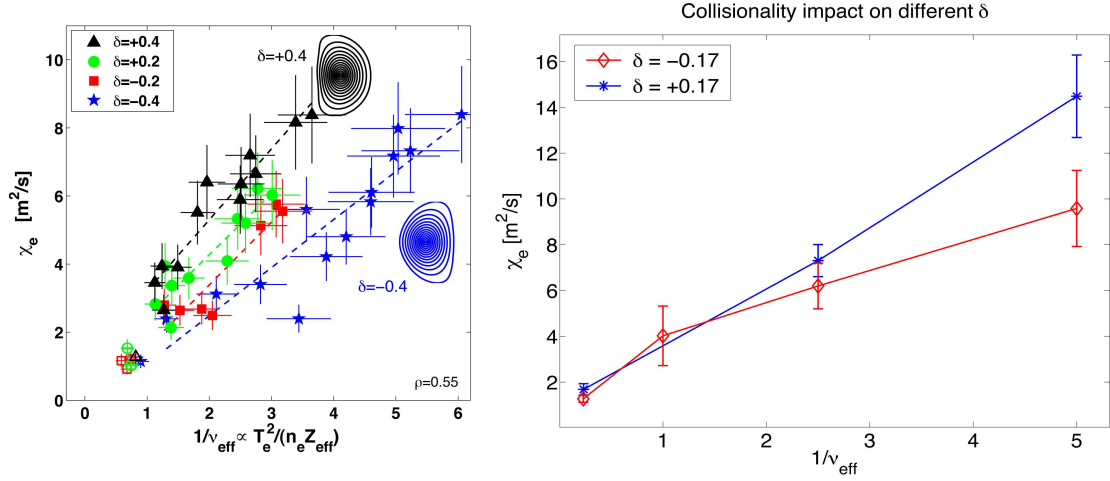 δ=+0.4
δ=+0.2
δ=−0.2
δ=−0.4
δ=+0.4
δ=−0.4
ρ=0.55
10
8
6
4
2
0
χe [m²/s]
0 1 2 3 4 5 6
1/νeff ∝ Te²/(neZeff)
Collisionality impact on different δ
δ = −0.17
δ = +0.17
16
14
12
10
8
6
4
2
χe [m²/s]
1 2 3 4 5
1/νeff